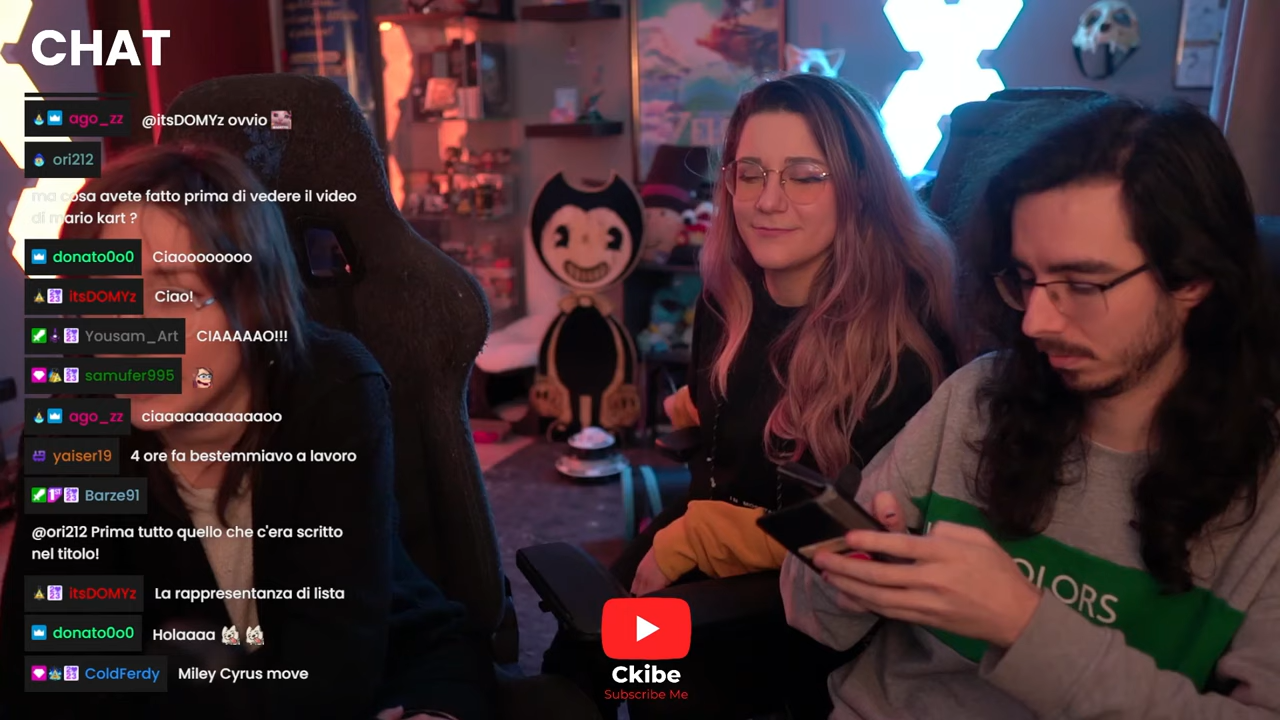 CHAT
ago_zz @itsDOMYz ovvio
ori212
ma cosa avete fatto prima di vedere il video
di mario kart ?
donato0o0 Ciaooooooooo
itsDOMYz Ciao!
Yousam_Art CIAAAAAO!!!
samufer995
ago_zz ciaaaaaaaaaaaoo
yaiser19 4 ore fa bestemmiavo a lavoro
Barze91
@ori212 Prima tutto quello che c'era scritto
nel titolo!
itsDOMYz La rappresentanza di lista
donato0o0 Holaaaa
ColdFerdy Miley Cyrus move
OLORS
Ckibe
Subscribe Me